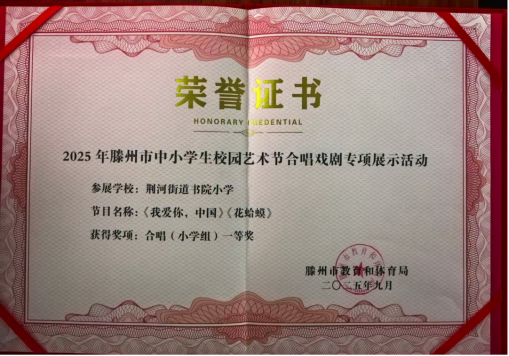 荣誉证书
HONORARY CREDENTIAL
2025 年滕州市中小学生校园艺术节合唱戏剧专项展示活动
参展学校：荆河街道书院小学
节目名称：《我爱你，中国》《花蛤蟆》
获得奖项：合唱（小学组）一等奖
滕州市教育和体育局
二〇二五年九月